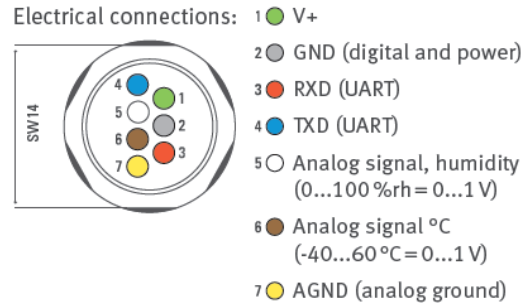 Electrical connections:
1 V+
2 GND (digital and power)
3 RXD (UART)
4 TXD (UART)
5 Analog signal, humidity
(0...100 %rh = 0...1 V)
6 Analog signal °C
(-40...60 °C = 0...1 V)
7 AGND (analog ground)
SW14
4
1
5
2
6
3
7